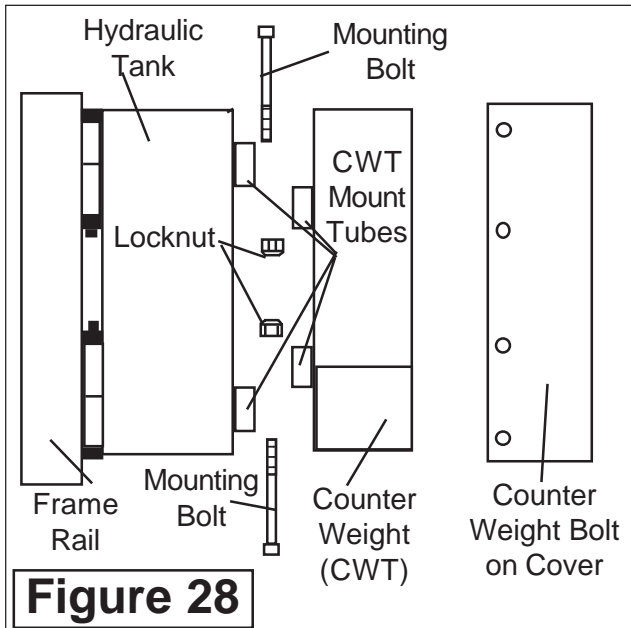 Hydraulic
Tank
Mounting
Bolt
CWT
Mount
Tubes
Locknut
Frame
Rail
Mounting
Bolt
Counter
Weight
(CWT)
Counter
Weight Bolt
on Cover
Figure 28